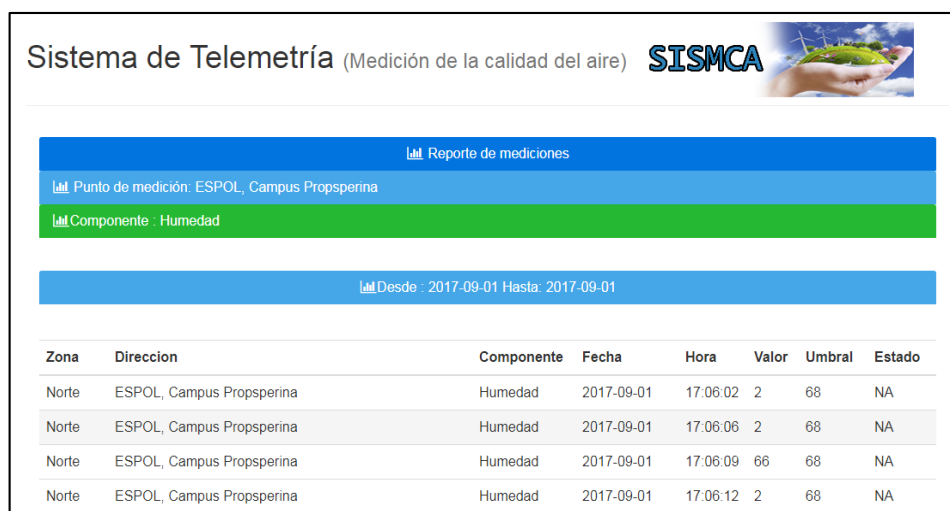 Sistema de Telemetría (Medición de la calidad del aire) SISMCA
Reporte de mediciones
Punto de medición: ESPOL, Campus Propsperina
Componente : Humedad
Desde : 2017-09-01 Hasta: 2017-09-01
Zona Direccion Componente Fecha Hora Valor Umbral Estado
Norte ESPOL, Campus Propsperina Humedad 2017-09-01 17:06:02 2 68 NA
Norte ESPOL, Campus Propsperina Humedad 2017-09-01 17:06:06 2 68 NA
Norte ESPOL, Campus Propsperina Humedad 2017-09-01 17:06:09 66 68 NA
Norte ESPOL, Campus Propsperina Humedad 2017-09-01 17:06:12 2 68 NA